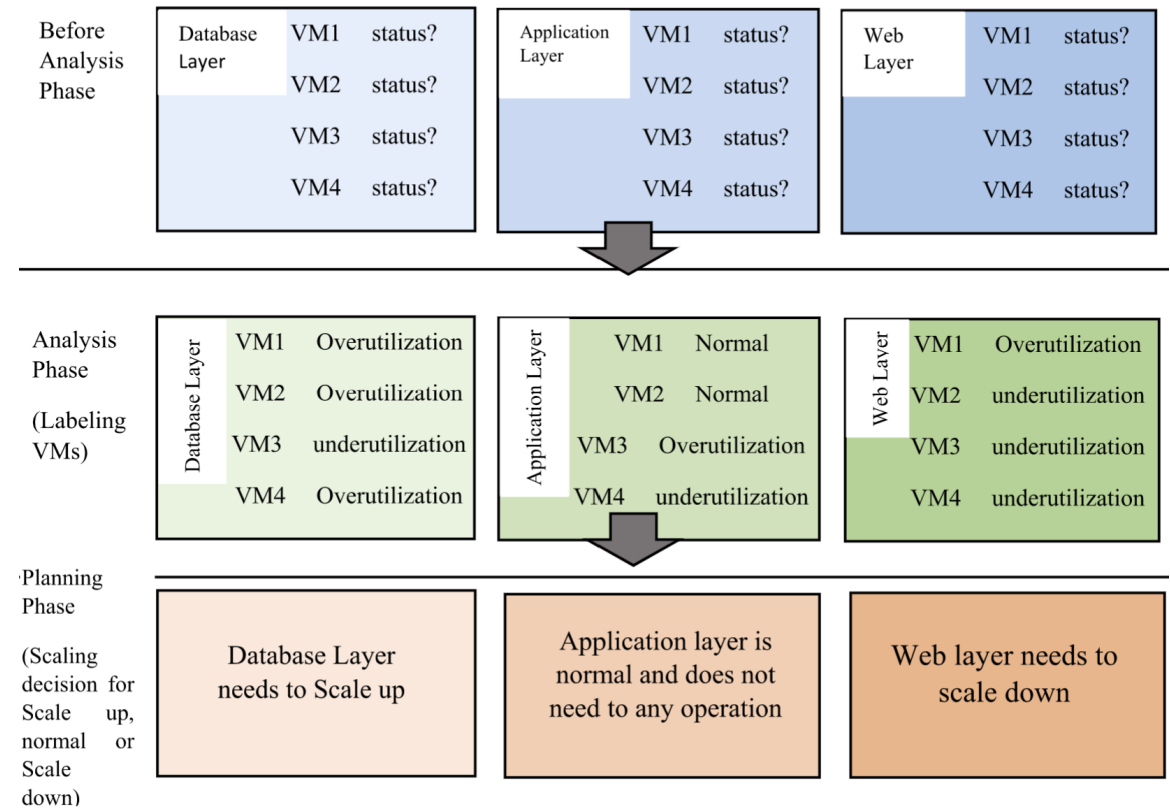 Before
Analysis
Phase
Database
Layer
VM1 status?
VM2 status?
VM3 status?
VM4 status?
Application
Layer
VM1 status?
VM2 status?
VM3 status?
VM4 status?
Web
Layer
VM1 status?
VM2 status?
VM3 status?
VM4 status?
Analysis
Phase
(Labeling
VMs)
Database Layer
VM1 Overutilization
VM2 Overutilization
VM3 underutilization
VM4 Overutilization
Application Layer
VM1 Normal
VM2 Normal
VM3 Overutilization
VM4 underutilization
Web Layer
VM1 Overutilization
VM2 underutilization
VM3 underutilization
VM4 underutilization
Planning
Phase
(Scaling
decision for
Scale up,
normal or
Scale
down)
Database Layer
needs to Scale up
Application layer is
normal and does not
need to any operation
Web layer needs to
scale down